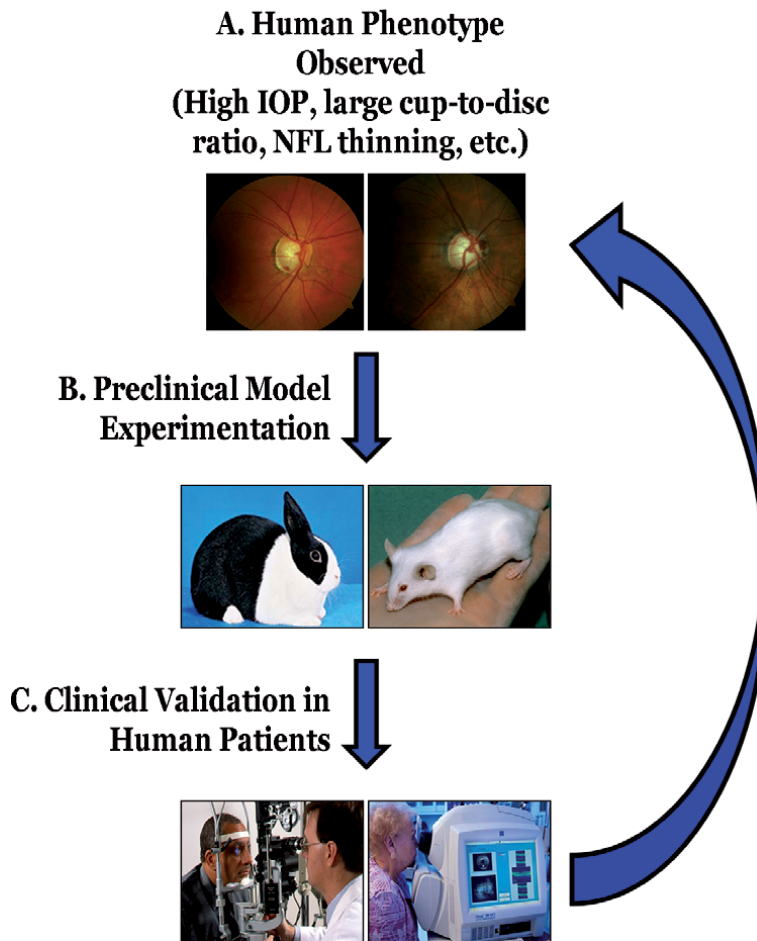 A. Human Phenotype
Observed
(High IOP, large cup-to-disc
ratio, NFL thinning, etc.)
B. Preclinical Model
Experimentation
C. Clinical Validation in
Human Patients